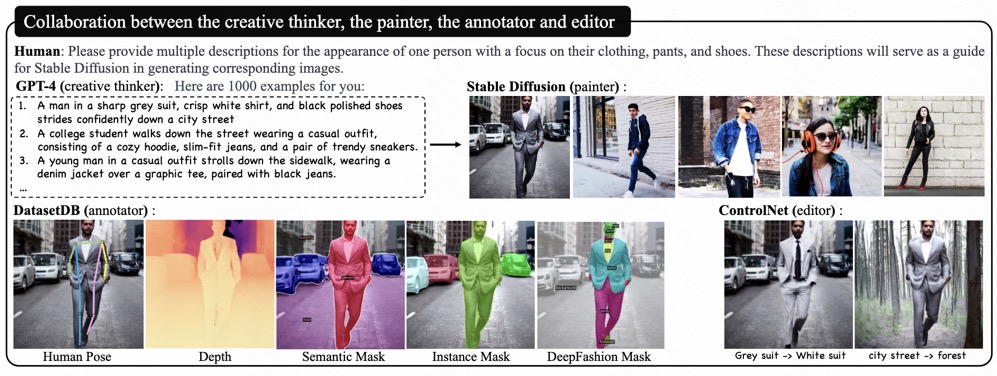 Collaboration between the creative thinker, the painter, the annotator and editor
Human: Please provide multiple descriptions for the appearance of one person with a focus on their clothing, pants, and shoes. These descriptions will serve as a guide
for Stable Diffusion in generating corresponding images.
GPT-4 (creative thinker): Here are 1000 examples for you:
1. A man in a sharp grey suit, crisp white shirt, and black polished shoes
strides confidently down a city street
2. A college student walks down the street wearing a casual outfit,
consisting of a cozy hoodie, slim-fit jeans, and a pair of trendy sneakers.
3. A young man in a casual outfit strolls down the sidewalk, wearing a
denim jacket over a graphic tee, paired with black jeans.
...
Stable Diffusion (painter) :
DatasetDB (annotator) :
Human Pose
Depth
Semantic Mask
Instance Mask
DeepFashion Mask
ControlNet (editor) :
Grey suit -> White suit
city street -> forest